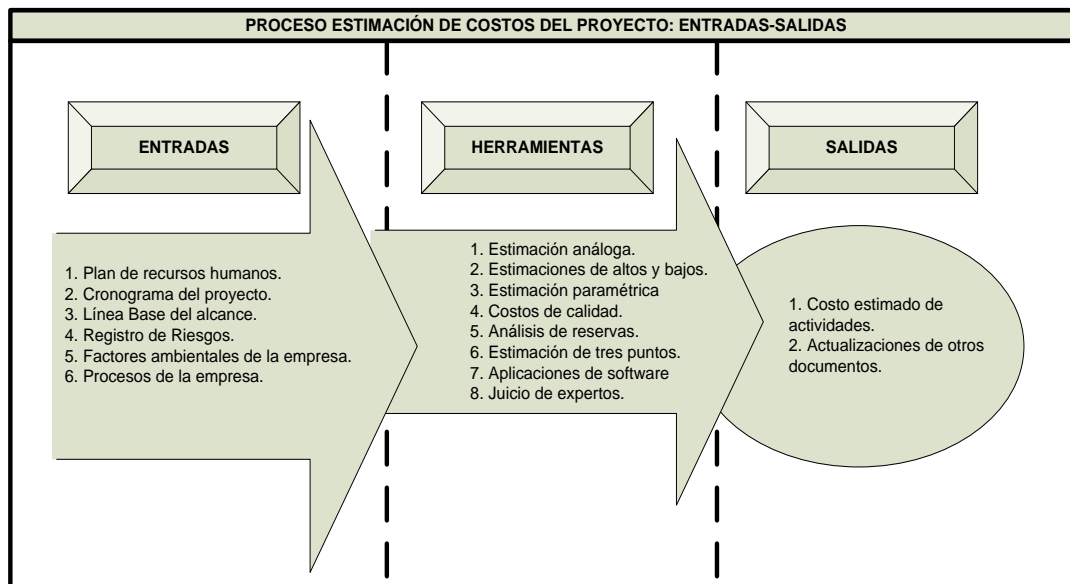 PROCESO ESTIMACIÓN DE COSTOS DEL PROYECTO: ENTRADAS-SALIDAS
ENTRADAS
1. Plan de recursos humanos.
2. Cronograma del proyecto.
3. Línea Base del alcance.
4. Registro de Riesgos.
5. Factores ambientales de la empresa.
6. Procesos de la empresa.
HERRAMIENTAS
1. Estimación análoga.
2. Estimaciones de altos y bajos.
3. Estimación paramétrica
4. Costos de calidad.
5. Análisis de reservas.
6. Estimación de tres puntos.
7. Aplicaciones de software
8. Juicio de expertos.
SALIDAS
1. Costo estimado de
actividades.
2. Actualizaciones de otros
documentos.